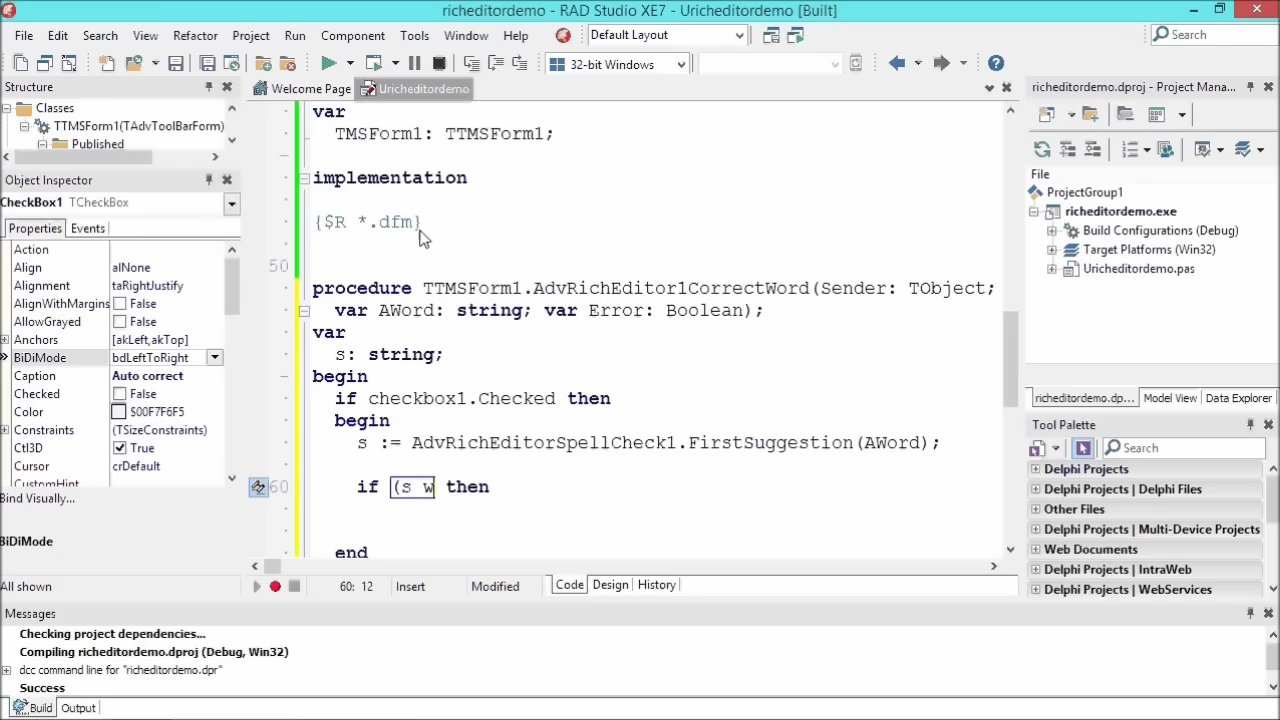 richeditordemo - RAD Studio XE7 - Uricheditordemo [Built]
File Edit Search View Refactor Project Run Component Tools Window Help Default Layout Search
32-bit Windows
Structure
Classes
TTMSForm1(TAdvToolBarForm)
Published
Object Inspector
CheckBox1 TCheckBox
Properties Events
Action
Align alNone
Alignment taRightJustify
AlignWithMargins False
AllowGrayed False
Anchors [akLeft,akTop]
BiDiMode bdLeftToRight
Caption Auto correct
Checked False
Color $00F7F6F5
Constraints (TSizeConstraints)
Ctl3D True
Cursor crDefault
CustomHint
Bind Visually...
BiDiMode
All shown
Welcome Page Uricheditordemo
var
TMSForm1: TTMSForm1;
implementation
{$R *.dfm}
50
procedure TTMSForm1.AdvRichEditor1CorrectWord(Sender: TObject;
var AWord: string; var Error: Boolean);
var
s: string;
begin
if checkbox1.Checked then
begin
s := AdvRichEditorSpellCheck1.FirstSuggestion(AWord);
60 if (s w then
end
60: 12 Insert Modified Code Design History
richeditordemo.dproj - Project Mana...
File
ProjectGroup1
richeditordemo.exe
Build Configurations (Debug)
Target Platforms (Win32)
Uricheditordemo.pas
richeditordemo.dp... Model View Data Explorer
Tool Palette
Search
Delphi Projects
Delphi Projects | Delphi Files
Other Files
Delphi Projects | Multi-Device Projects
Web Documents
Delphi Projects | IntraWeb
Delphi Projects | WebServices
Messages
Checking project dependencies...
Compiling richeditordemo.dproj (Debug, Win32)
dcc command line for "richeditordemo.dpr"
Success
Build Output